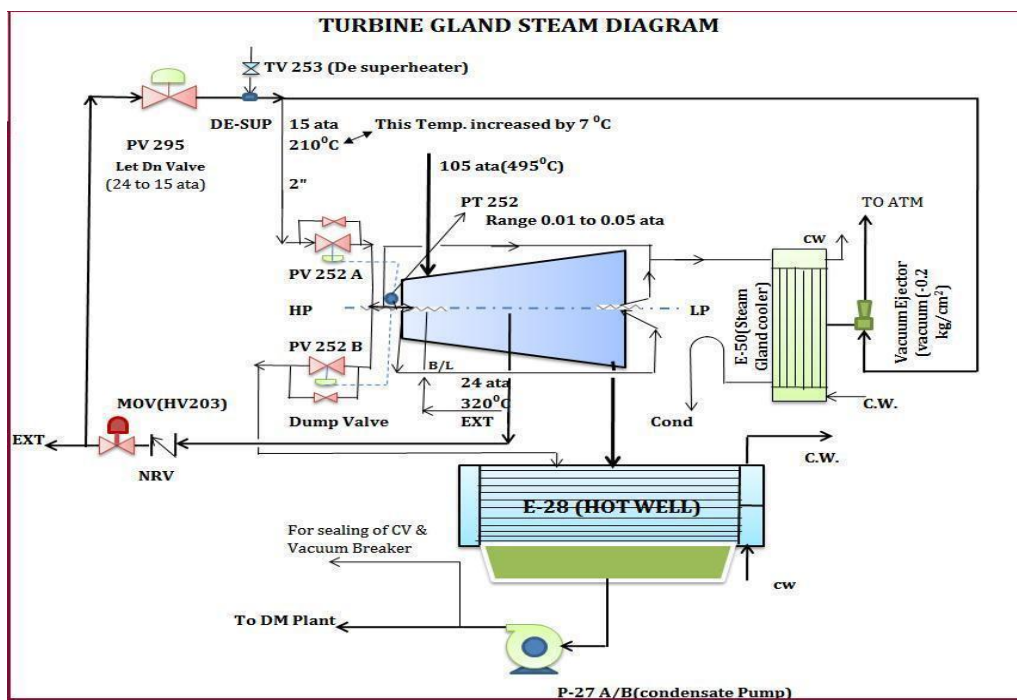 TURBINE GLAND STEAM DIAGRAM
TV 253 (De superheater)
DE-SUP
15 ata
This Temp. increased by 7 ⁰C
210⁰C
PV 295
Let Dn Valve
(24 to 15 ata)
2"
105 ata(495⁰C)
PT 252
Range 0.01 to 0.05 ata
TO ATM
CW
PV 252 A
HP
LP
E-50(Steam
Gland cooler)
Vacuum Ejector
(vacuum (-0.2
kg/cm²)
PV 252 B
B/L
24 ata
320⁰C
EXT
MOV(HV203)
Dump Valve
Cond
C.W.
EXT
NRV
C.W.
E-28 (HOT WELL)
For sealing of CV &
Vacuum Breaker
CW
To DM Plant
P-27 A/B(condensate Pump)